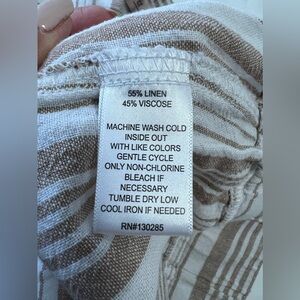 55% LINEN
45% VISCOSE
MACHINE WASH COLD
INSIDE OUT
WITH LIKE COLORS
GENTLE CYCLE
ONLY NON-CHLORINE
BLEACH IF
NECESSARY
TUMBLE DRY LOW
COOL IRON IF NEEDED
RN#130285